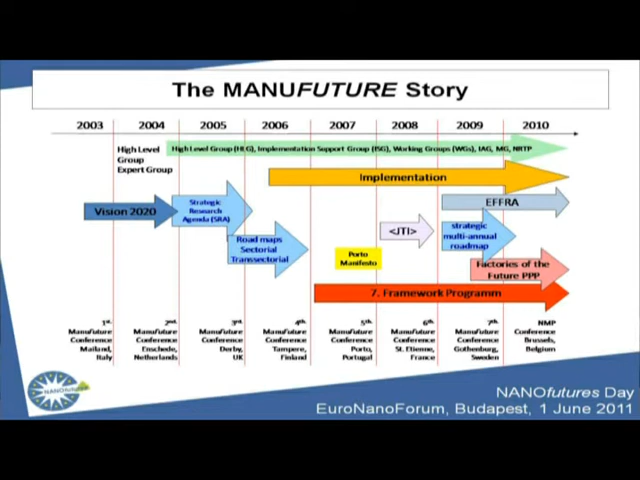 The MANUFUTURE Story
2003 2004 2005 2006 2007 2008 2009 2010
High Level
Group
Expert Group
High Level Group (HLG), Implementation Support Group (ISG), Working Groups (WGs), IAG, MG, NRTP
Implementation
Vision 2020
Strategic
Research
Agenda (SRA)
EFFRA
Road maps
Sectorial
Transsectorial
Porto
Manifesto
<JTI>
strategic
multi-annual
roadmap
Factories of the
Future PPP
7. Framework Programm
1st.
Manufuture
Conference
Mailand,
Italy
2nd.
Manufuture
Conference
Enschede,
Netherlands
3rd.
Manufuture
Conference
Derby,
UK
4th.
Manufuture
Conference
Tampere,
Finland
5th.
Manufuture
Conference
Porto,
Portugal
6th.
Manufuture
Conference
St. Etienne,
France
7th.
Manufuture
Conference
Gothenburg,
Sweden
NMP
Conference
Brussels,
Belgium
NANOfutures
NANOfutures Day
EuroNanoForum, Budapest, 1 June 2011